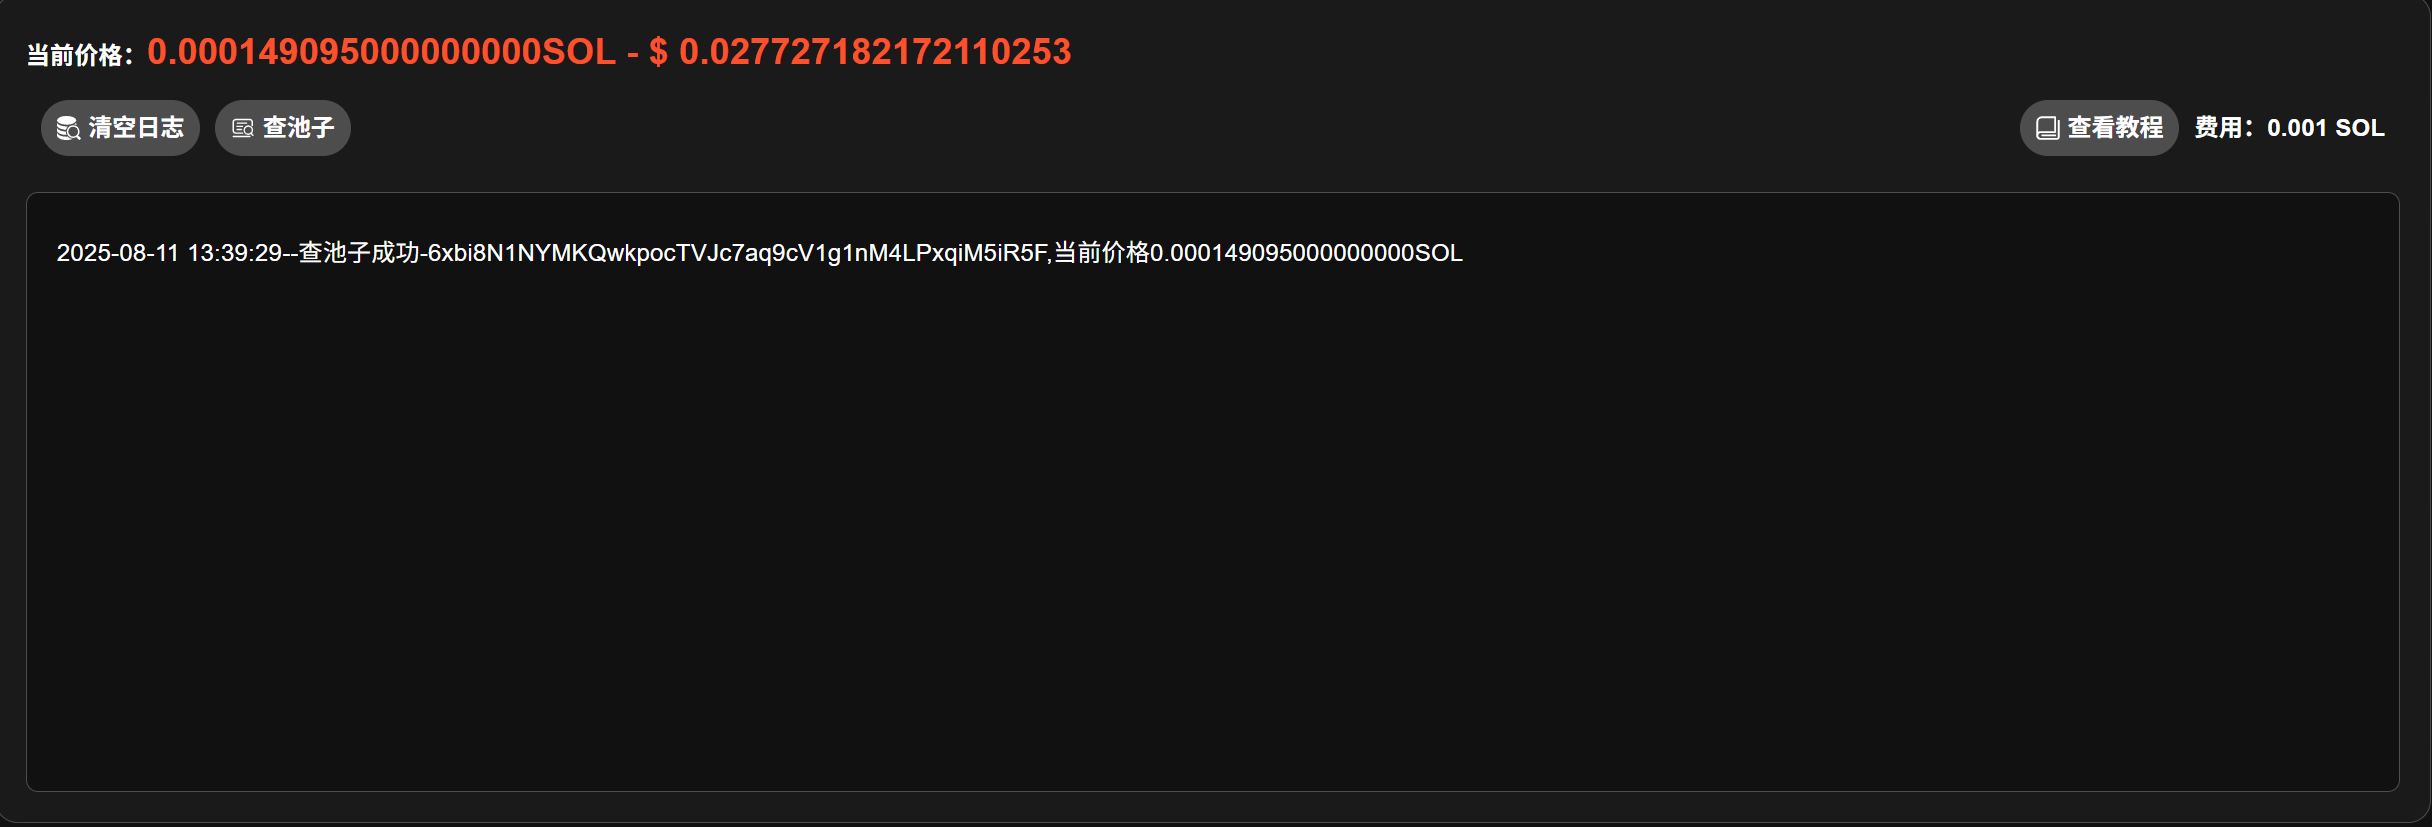 当前价格：0.000149095000000000SOL - $ 0.027727182172110253
清空日志 查池子 查看教程 费用：0.001 SOL
2025-08-11 13:39:29--查池子成功-6xbi8N1NYMKQwkpocTVJc7aq9cV1g1nM4LPxqiM5iR5F,当前价格0.000149095000000000SOL